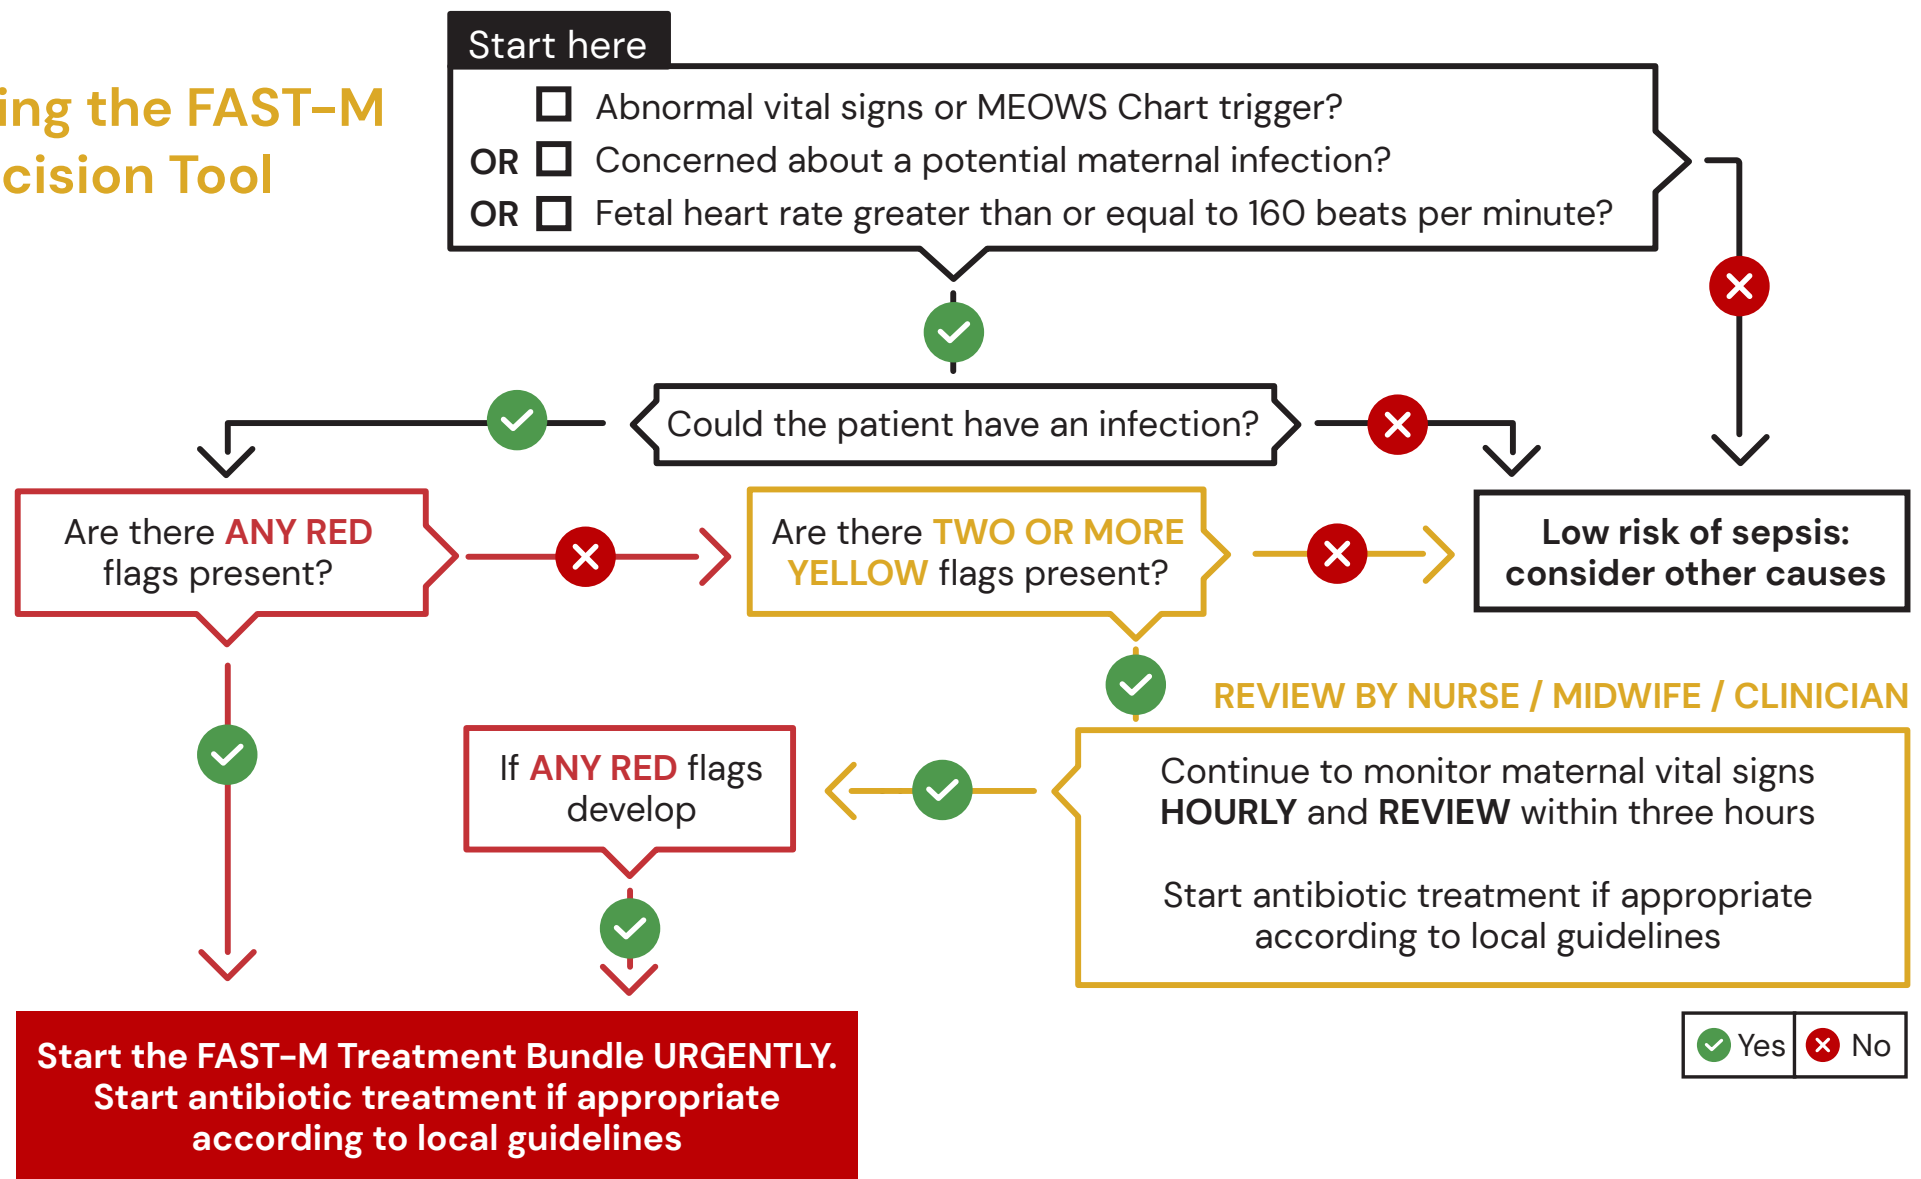 ing the FAST-M
cision Tool
Start here
Abnormal vital signs or MEOWS Chart trigger?
OR Concerned about a potential maternal infection?
OR Fetal heart rate greater than or equal to 160 beats per minute?
Could the patient have an infection?
Are there ANY RED
flags present?
Are there TWO OR MORE
YELLOW flags present?
Low risk of sepsis:
consider other causes
REVIEW BY NURSE / MIDWIFE / CLINICIAN
If ANY RED flags
develop
Continue to monitor maternal vital signs
HOURLY and REVIEW within three hours
Start antibiotic treatment if appropriate
according to local guidelines
Start the FAST-M Treatment Bundle URGENTLY.
Start antibiotic treatment if appropriate
according to local guidelines
Yes
No